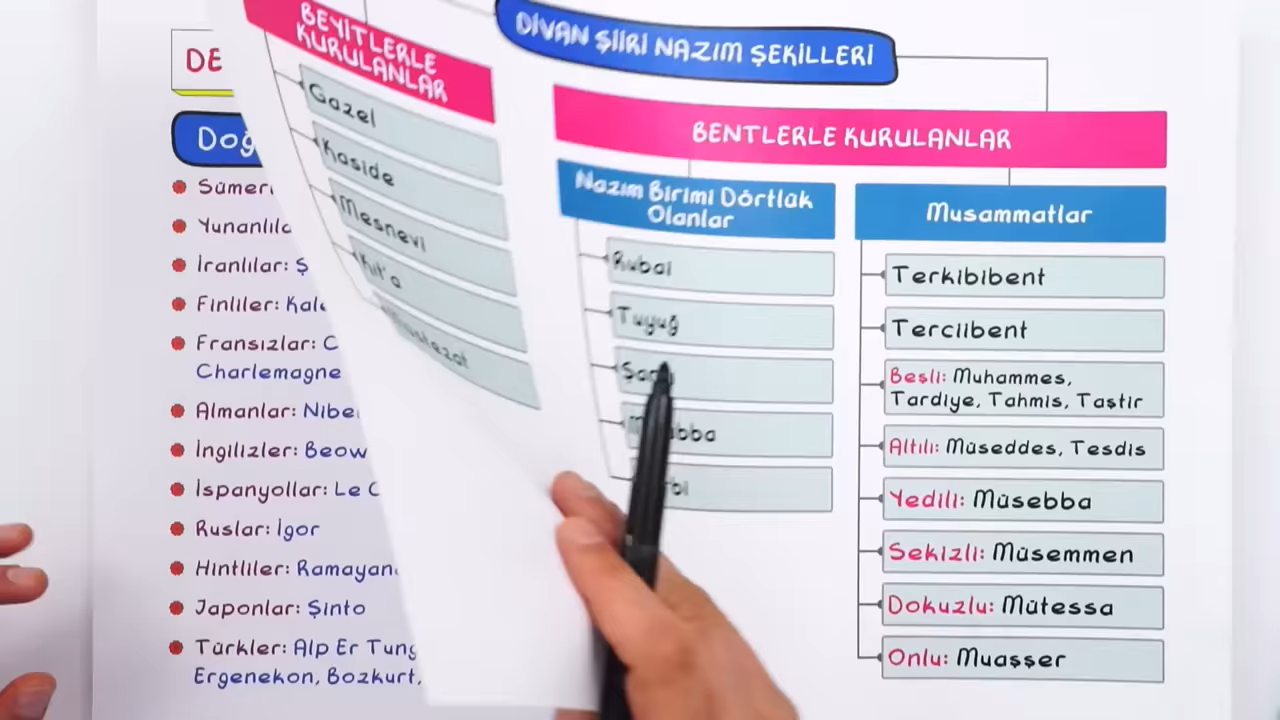 DİVAN ŞİİRİ NAZIM ŞEKİLLERİ
BEYİTLERLE
KURULANLAR
Gazel
Kaside
Mesnevi
Kıt'a
BENTLERLE KURULANLAR
Nazım Birimi Dörtlük
Olanlar
Rubai
Tuyuğ
Musammatlar
Terkibibent
Terciibent
Beşli: Muhammes,
Tardiye, Tahmis, Taştir
Altılı: Müseddes, Tesdis
Yedili: Müsebba
Sekizli: Müsemmen
Dokuzlu: Mütessa
Onlu: Muaşşer
DE
Doğ
Sümer
Yunanlıla
İranlılar: Ş
Finliler: Kale
Fransızlar: C
Charlemagne
Almanlar: Nibe
İngilizler: Beow
İspanyollar: Le C
Ruslar: İgor
Hintliler: Ramayan
Japonlar: Şinto
Türkler: Alp Er Tung
Ergenekon, Bozkurt,